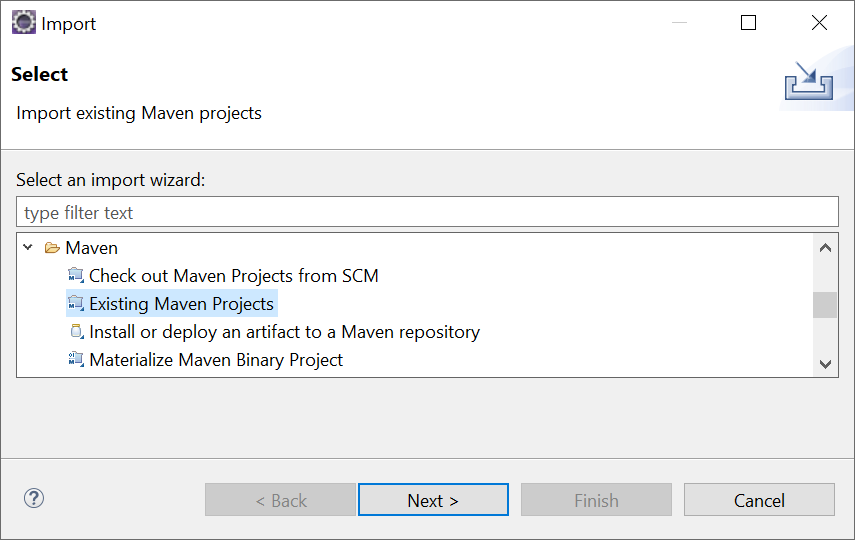 Import
Select
Import existing Maven projects
Select an import wizard:
type filter text
Maven
Check out Maven Projects from SCM
Existing Maven Projects
Install or deploy an artifact to a Maven repository
Materialize Maven Binary Project
? < Back Next > Finish Cancel